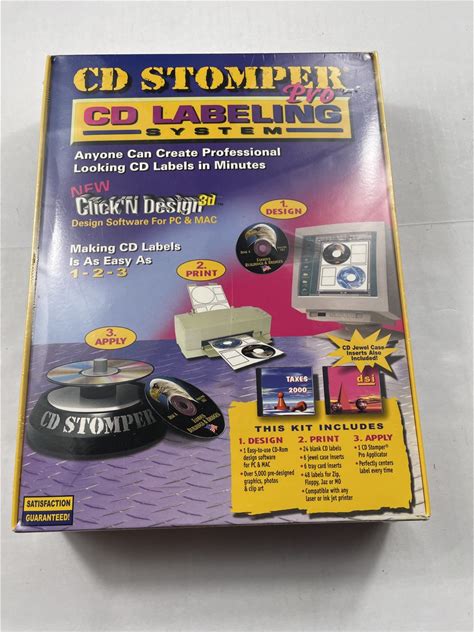 CD STOMPER
Pro
CD LABELING
SYSTEM
Anyone Can Create Professional
Looking CD Labels in Minutes
NEW
Click'N Design 3d
Design Software For PC & MAC
Making CD Labels
Is As Easy As
1-2-3
1.
DESIGN
2.
PRINT
3.
APPLY
CD STOMPER
CD Jewel Case
Inserts Also
Included!
TAXES
2000
dsi
THIS KIT INCLUDES
1. DESIGN
• 1 Easy-to-use CD-Rom
design software
for PC & MAC
• Over 5,000 pre-designed
graphics, photos
& clip art
2. PRINT
• 24 blank CD labels
• 6 jewel case inserts
• 6 tray card inserts
• 48 labels for Zip,
Floppy, Jaz or MO
• Compatible with any
laser or ink jet printer
3. APPLY
• 1 CD Stomper
Pro Applicator
• Perfectly centers
label every time
SATISFACTION
GUARANTEED!